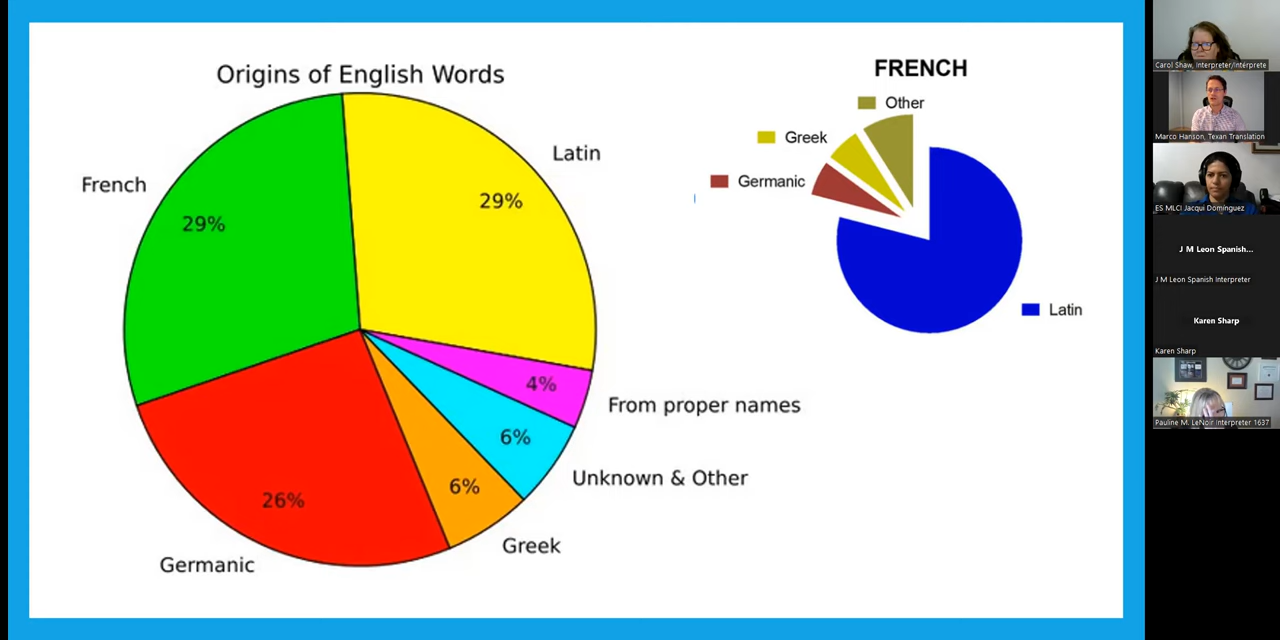 Origins of English Words
Latin
29%
French
29%
4%
From proper names
6%
Unknown & Other
6%
Greek
26%
Germanic
FRENCH
Other
Greek
Germanic
Latin
Carol Shaw, Interpreter/Intérprete
Marco Hanson, Texan Translation
ES MLCI Jacqui Domínguez
J M Leon Spanish...
J M Leon Spanish Interpreter
Karen Sharp
Karen Sharp
Pauline M. LeNoir Interpreter 1637